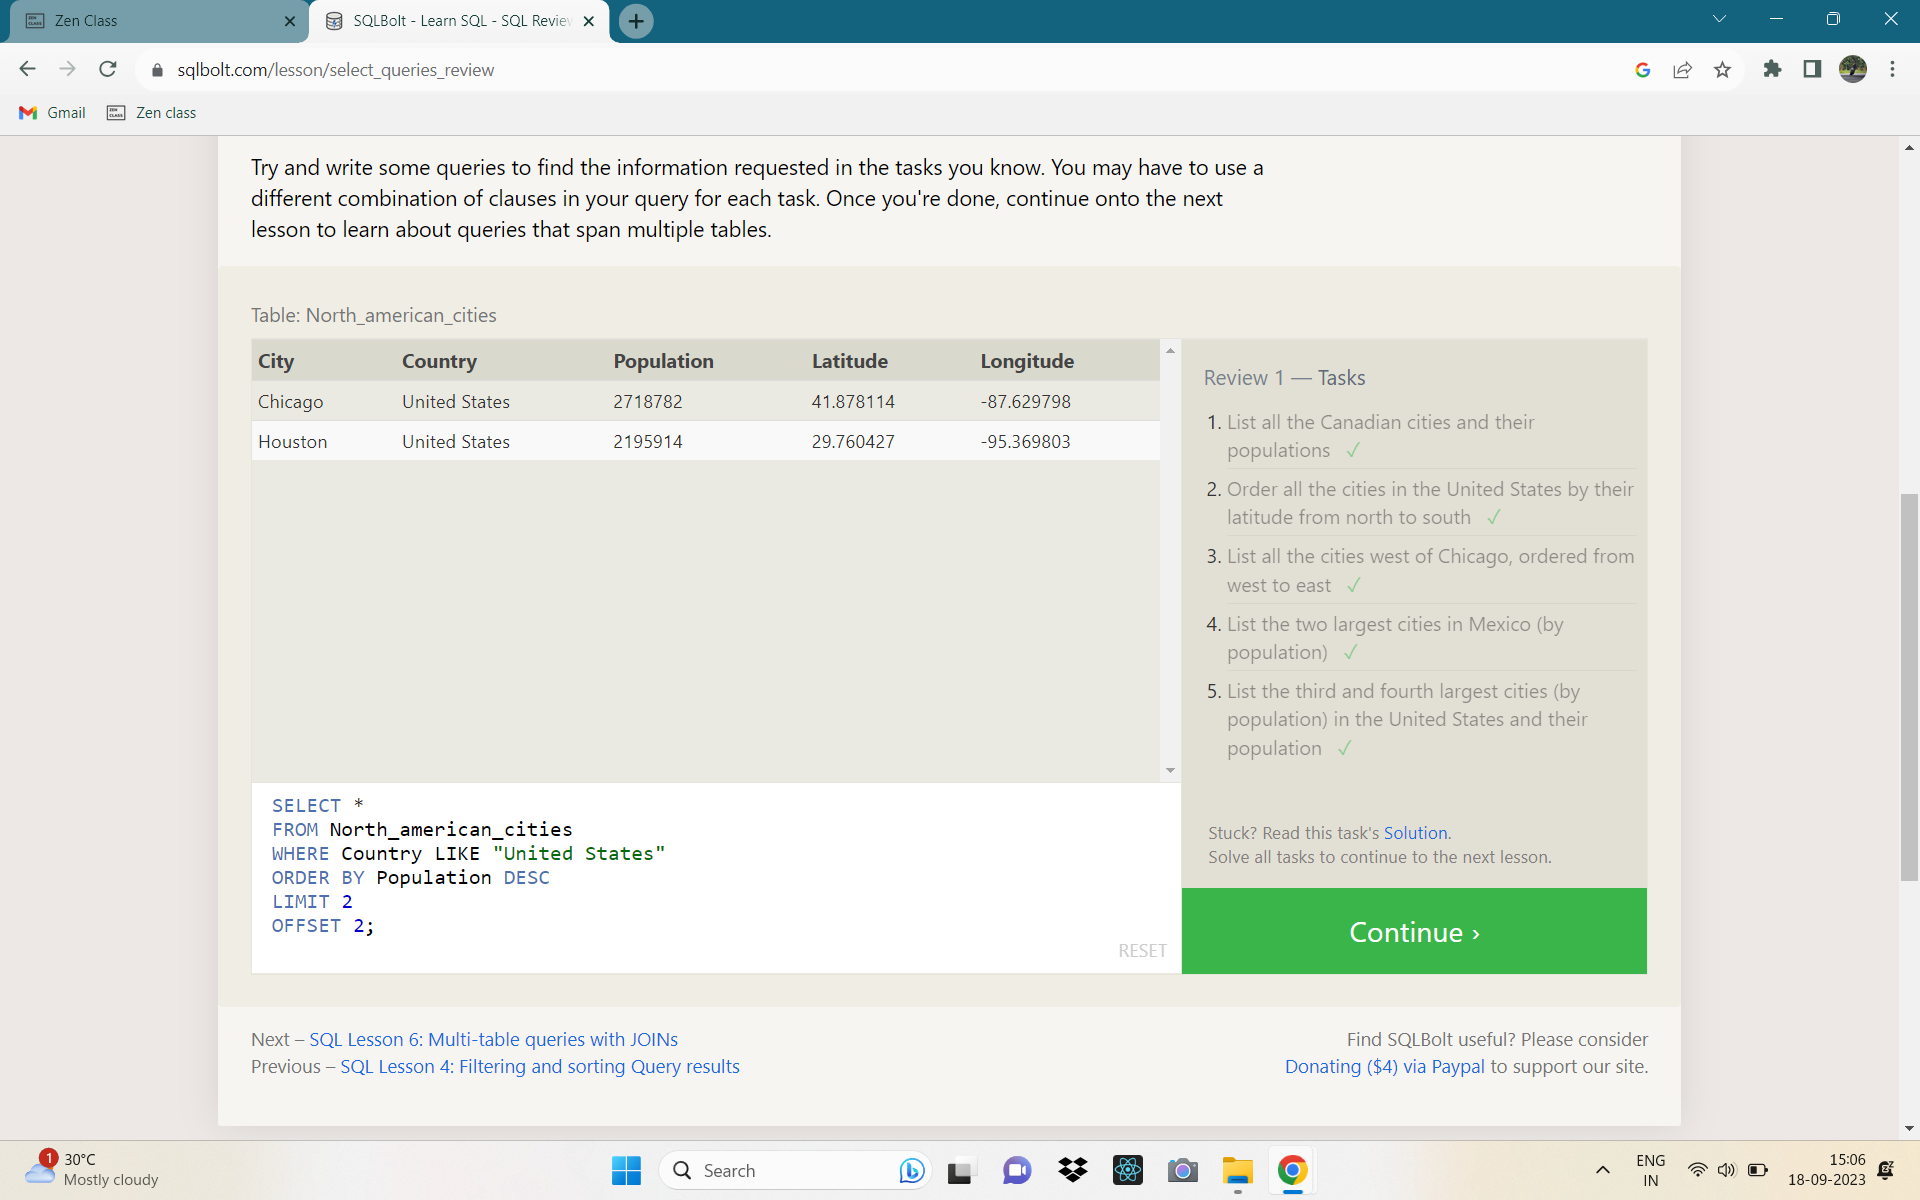 Zen Class
SQLBolt - Learn SQL - SQL Review
sqlbolt.com/lesson/select_queries_review
Gmail
Zen class
Try and write some queries to find the information requested in the tasks you know. You may have to use a
different combination of clauses in your query for each task. Once you're done, continue onto the next
lesson to learn about queries that span multiple tables.
Table: North_american_cities
City Country Population Latitude Longitude
Chicago United States 2718782 41.878114 -87.629798
Houston United States 2195914 29.760427 -95.369803
Review 1 — Tasks
1. List all the Canadian cities and their
populations ✓
2. Order all the cities in the United States by their
latitude from north to south ✓
3. List all the cities west of Chicago, ordered from
west to east ✓
4. List the two largest cities in Mexico (by
population) ✓
5. List the third and fourth largest cities (by
population) in the United States and their
population ✓
SELECT *
FROM North_american_cities
WHERE Country LIKE "United States"
ORDER BY Population DESC
LIMIT 2
OFFSET 2;
RESET
Stuck? Read this task's Solution.
Solve all tasks to continue to the next lesson.
Continue ›
Next – SQL Lesson 6: Multi-table queries with JOINs
Previous – SQL Lesson 4: Filtering and sorting Query results
Find SQLBolt useful? Please consider
Donating ($4) via Paypal to support our site.
1
30°C
Mostly cloudy
Search
ENG
IN
15:06
18-09-2023